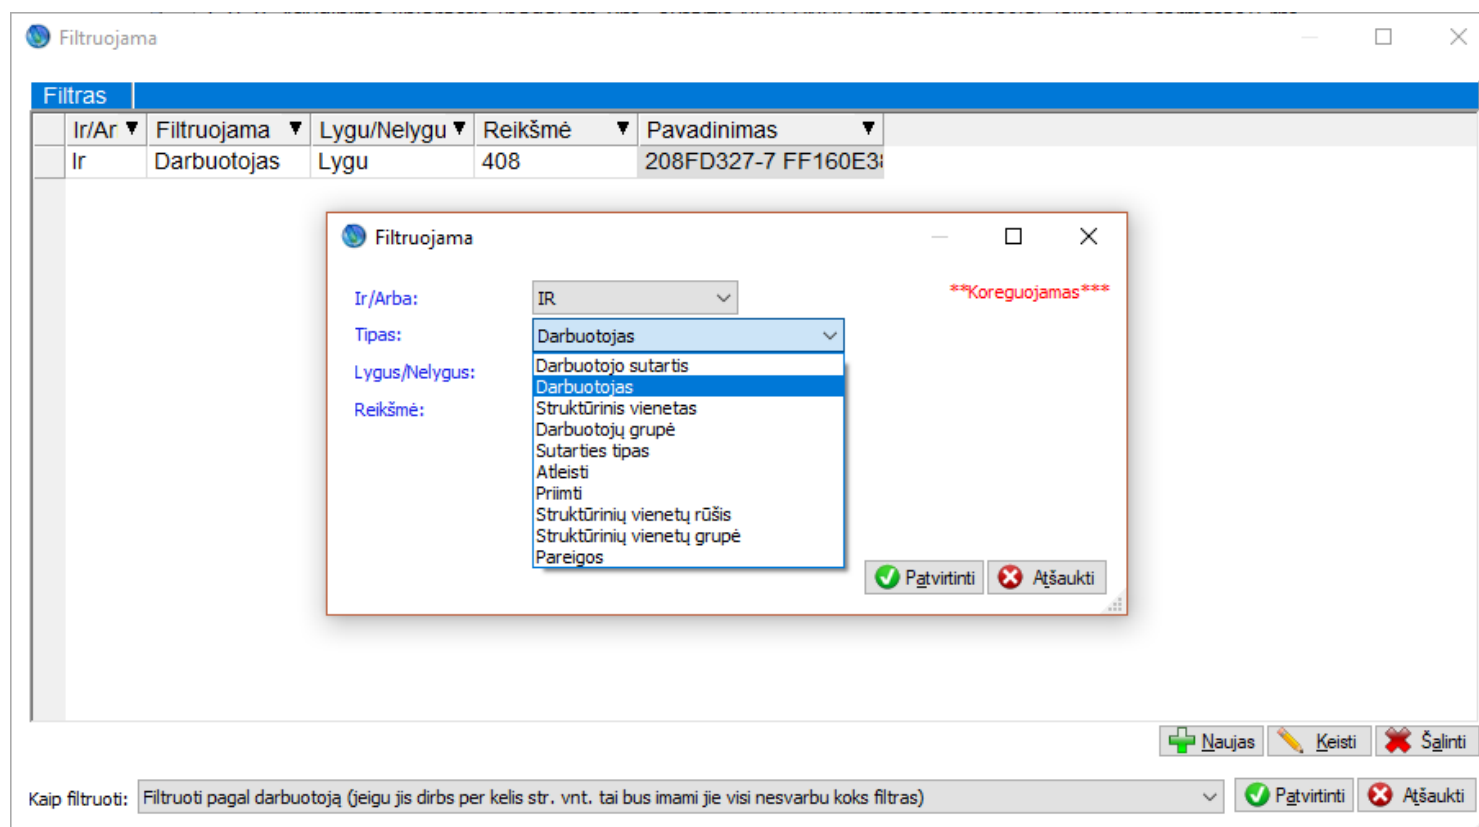 Filtruojama
Filtras
Ir/Ar Filtruojama Lygu/Nelygu Reikšmė Pavadinimas
Ir Darbuotojas Lygu 408 208FD327-7 FF160E38
Filtruojama
Ir/Arba: IR **Koreguojamas***
Tipas: Darbuotojas
Lygus/Nelygus:
Reikšmė:
Darbuotojo sutartis
Darbuotojas
Struktūrinis vienetas
Darbuotojų grupė
Sutarties tipas
Atleisti
Priimti
Struktūrinių vienetų rūšis
Struktūrinių vienetų grupė
Pareigos
Patvirtinti Atšaukti
Naujas Keisti Šalinti
Kaip filtruoti: Filtruoti pagal darbuotoją (jeigu jis dirbs per kelis str. vnt. tai bus imami jie visi nesvarbu koks filtras) Patvirtinti Atšaukti